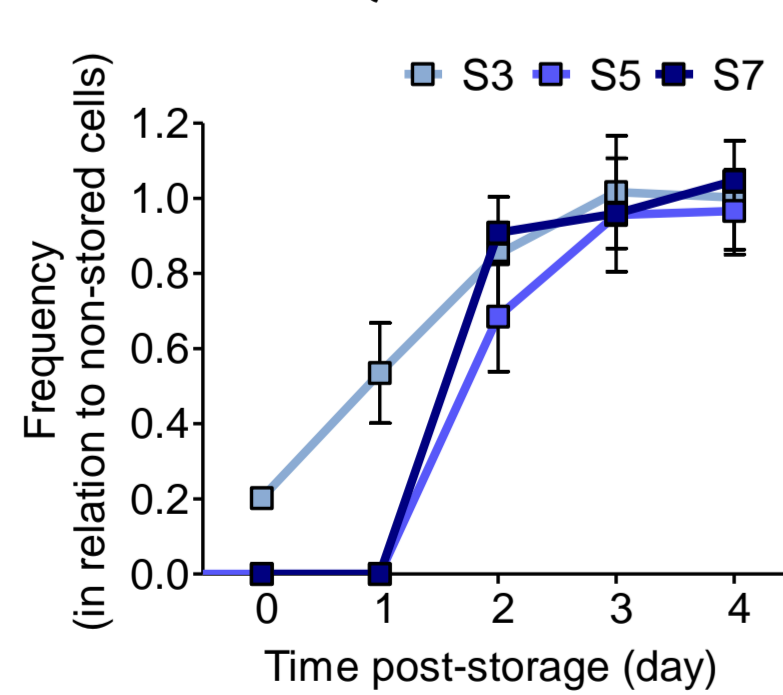 S3 S5 S7
Frequency
(in relation to non-stored cells)
1.2
1.0
0.8
0.6
0.4
0.2
0.0
0 1 2 3 4
Time post-storage (day)